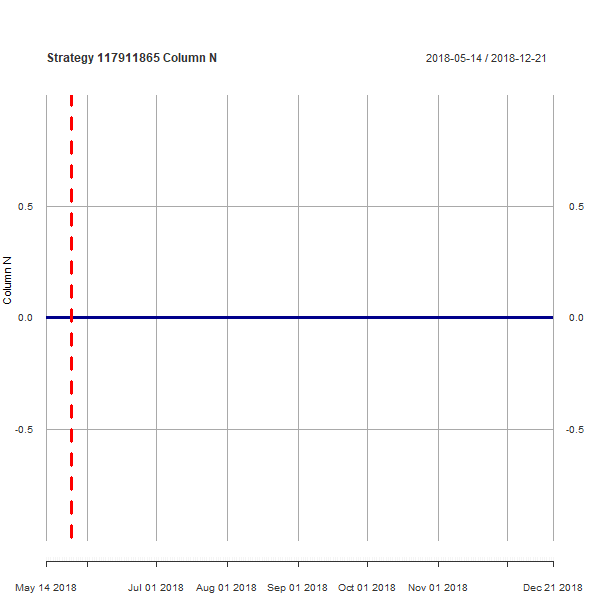 Strategy 117911865 Column N 2018-05-14 / 2018-12-21
0.5 0.5
Column N
0.0 0.0
-0.5 -0.5
May 14 2018 Jul 01 2018 Aug 01 2018 Sep 01 2018 Oct 01 2018 Nov 01 2018 Dec 21 2018